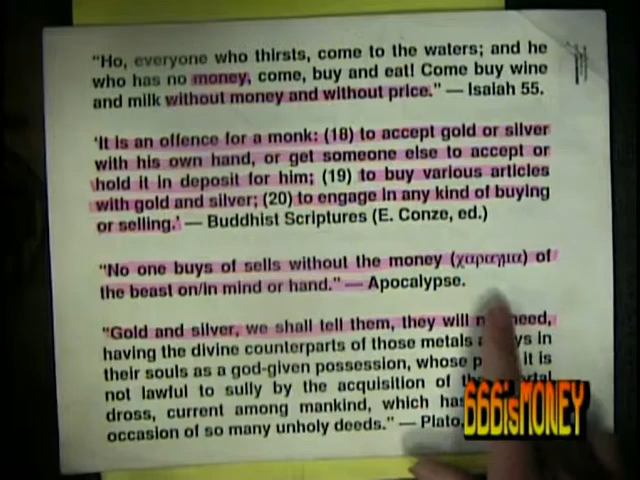 "Ho, everyone who thirsts, come to the waters; and he
who has no money, come, buy and eat! Come buy wine
and milk without money and without price." — Isaiah 55.
'It is an offence for a monk: (18) to accept gold or silver
with his own hand, or get someone else to accept or
hold it in deposit for him; (19) to buy various articles
with gold and silver; (20) to engage in any kind of buying
or selling.' — Buddhist Scriptures (E. Conze, ed.)
"No one buys of sells without the money (χαραγμα) of
the beast on/in mind or hand." — Apocalypse.
"Gold and silver, we shall tell them, they will need,
having the divine counterparts of those metals in
their souls as a god-given possession, whose it is
not lawful to sully by the acquisition of
dross, current among mankind, which has
occasion of so many unholy deeds." — Plato.
666isMONEY